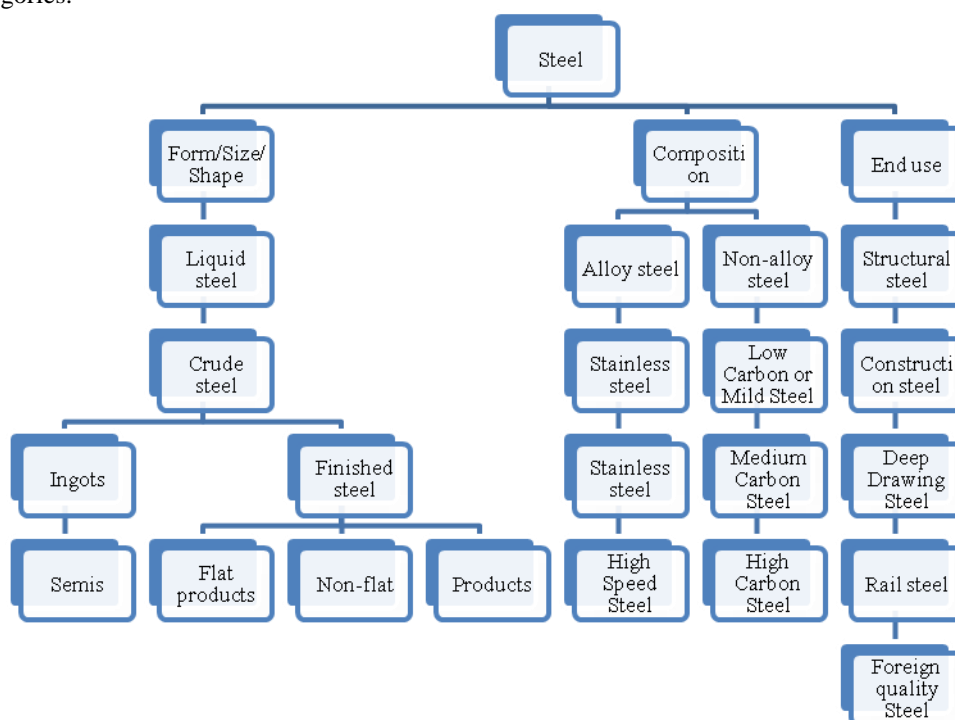 gories.
Steel
Form/Size/
Shape
Compositi
on
End use
Liquid
steel
Alloy steel
Non-alloy
steel
Structural
steel
Crude
steel
Stainless
steel
Low
Carbon or
Mild Steel
Constructi
on steel
Ingots
Finished
steel
Stainless
steel
Medium
Carbon
Steel
Deep
Drawing
Steel
Semis
Flat
products
Non-flat
Products
High
Speed
Steel
High
Carbon
Steel
Rail steel
Foreign
quality
Steel